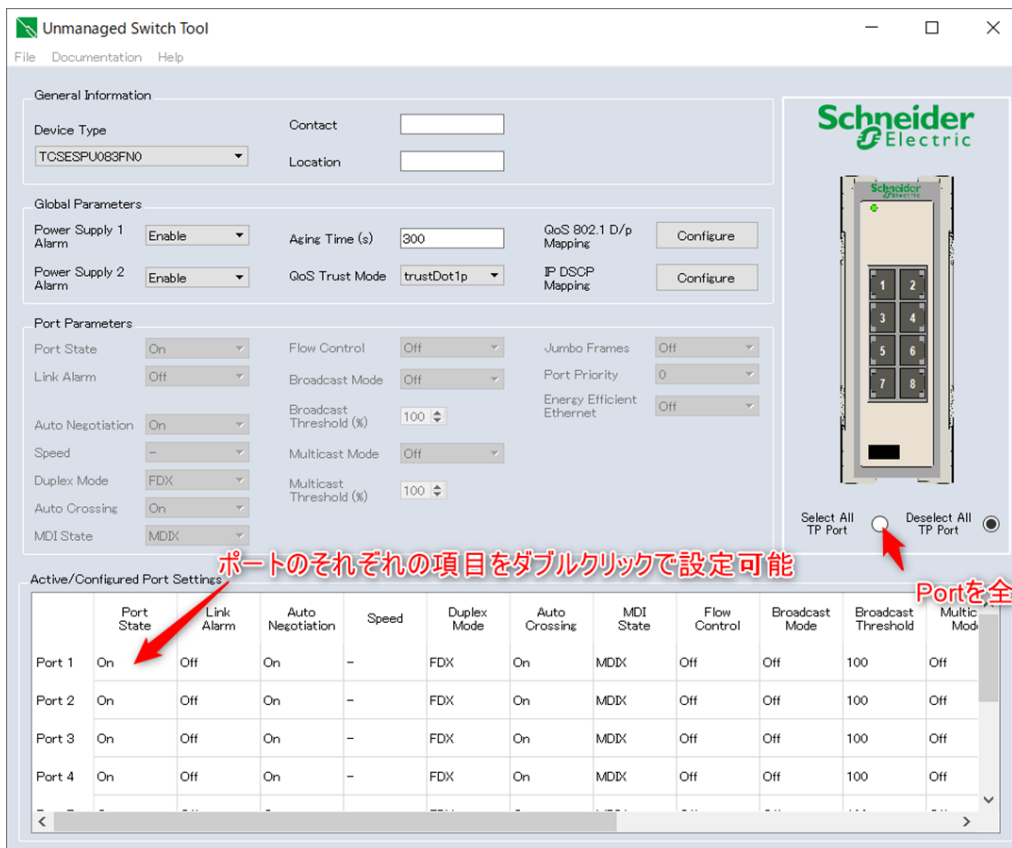 Unmanaged Switch Tool
File Documentation Help
General Information
Device Type
TCSESPU083FN0
Contact
Location
Global Parameters
Power Supply 1 Alarm
Enable
Aging Time (s)
300
QoS 802.1 D/p Mapping
Configure
Power Supply 2 Alarm
Enable
QoS Trust Mode
trustDot1p
IP DSCP Mapping
Configure
Port Parameters
Port State
On
Flow Control
Off
Jumbo Frames
Off
Link Alarm
Off
Broadcast Mode
Off
Port Priority
0
Broadcast Threshold (%)
100
Energy Efficient Ethernet
Off
Auto Negotiation
On
Speed
-
Multicast Mode
Off
Duplex Mode
FDX
Multicast Threshold (%)
100
Auto Crossing
On
MDI State
MDIX
Schneider
Electric
Schneider
Electric
1 2
3 4
5 6
7 8
Select All TP Port
Deselect All TP Port
ポートのそれぞれの項目をダブルクリックで設定可能
Portを全
Active/Configured Port Settings
Port State Link Alarm Auto Negotiation Speed Duplex Mode Auto Crossing MDI State Flow Control Broadcast Mode Broadcast Threshold Multic Mod
Port 1 On Off On - FDX On MDIX Off Off 100 Off
Port 2 On Off On - FDX On MDIX Off Off 100 Off
Port 3 On Off On - FDX On MDIX Off Off 100 Off
Port 4 On Off On - FDX On MDIX Off Off 100 Off